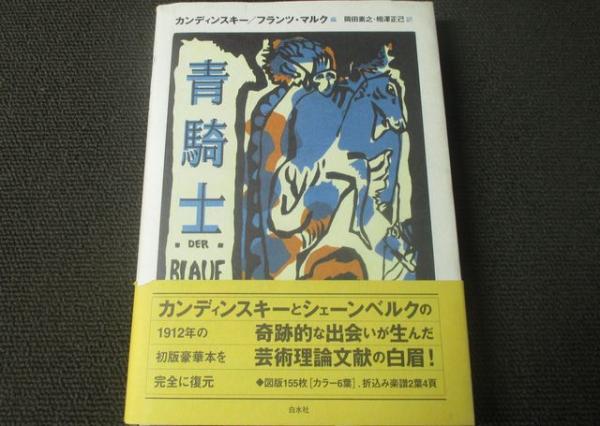 カンディンスキー/フランツ・マルク 編 岡田素之・相澤正己 訳
青騎士
DER
BLAUE
カンディンスキーとシェーンベルクの
1912年の 奇跡的な出会いが生んだ
初版豪華本を 芸術理論文献の白眉!
完全に復元 ◆図版155枚[カラー6葉]、折込み楽譜2葉4頁
白水社